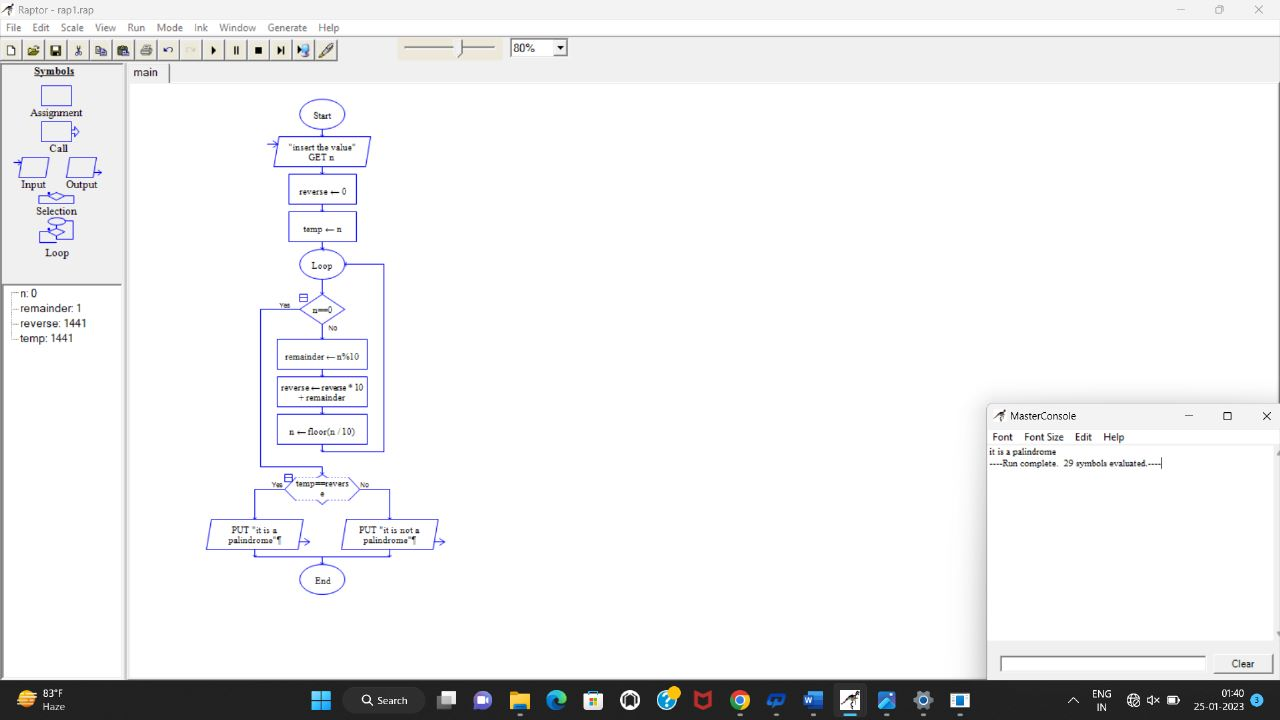 Raptor - rap1.rap
File Edit Scale View Run Mode Ink Window Generate Help
80%
Symbols
main
Assignment
Call
Input Output
Selection
Loop
n: 0
remainder: 1
reverse: 1441
temp: 1441
Start
"insert the value"
GET n
reverse ← 0
temp ← n
Loop
Yes
n==0
No
remainder ← n%10
reverse ← reverse * 10
+ remainder
n ← floor(n / 10)
Yes
temp==revers
e
No
PUT "it is a
palindrome"¶
PUT "it is not a
palindrome"¶
End
MasterConsole
Font Font Size Edit Help
it is a palindrome
----Run complete. 29 symbols evaluated.----
Clear
83°F
Haze
Search
ENG
IN
01:40
25-01-2023
3